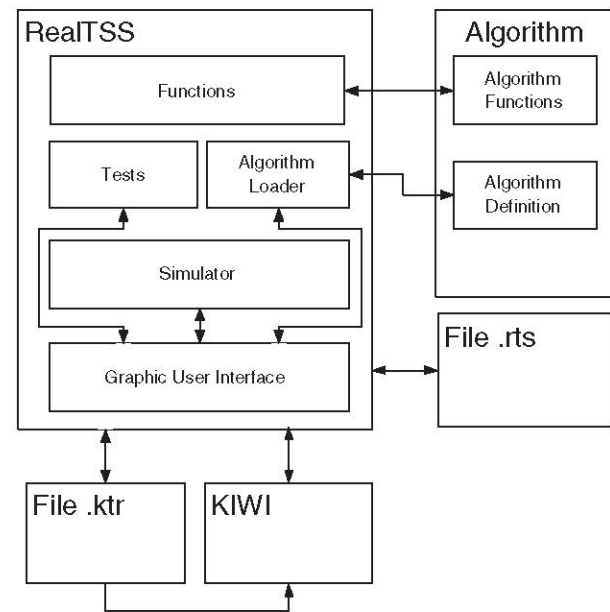 RealTSS
Functions
Tests
Algorithm
Loader
Simulator
Graphic User Interface
Algorithm
Algorithm
Functions
Algorithm
Definition
File .rts
File .ktr
KIWI